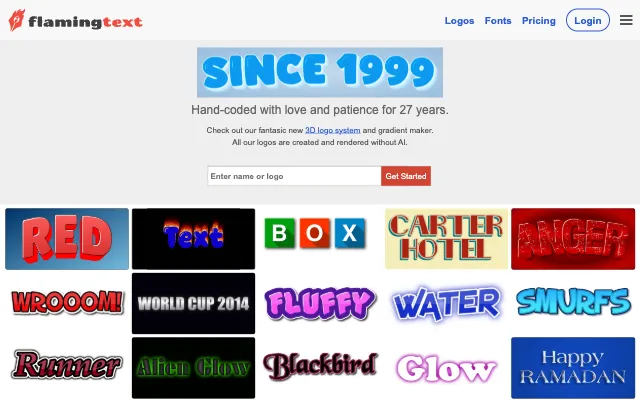 flamingtext
Logos Fonts Pricing Login
SINCE 1999
Hand-coded with love and patience for 27 years.
Check out our fantasic new 3D logo system and gradient maker.
All our logos are created and rendered without AI.
Enter name or logo Get Started
RED Text BOX CARTER HOTEL ANGER
WROOOM! WORLD CUP 2014 FLUFFY WATER SMURFS
Runner Alien Glow Blackbird Glow Happy RAMADAN